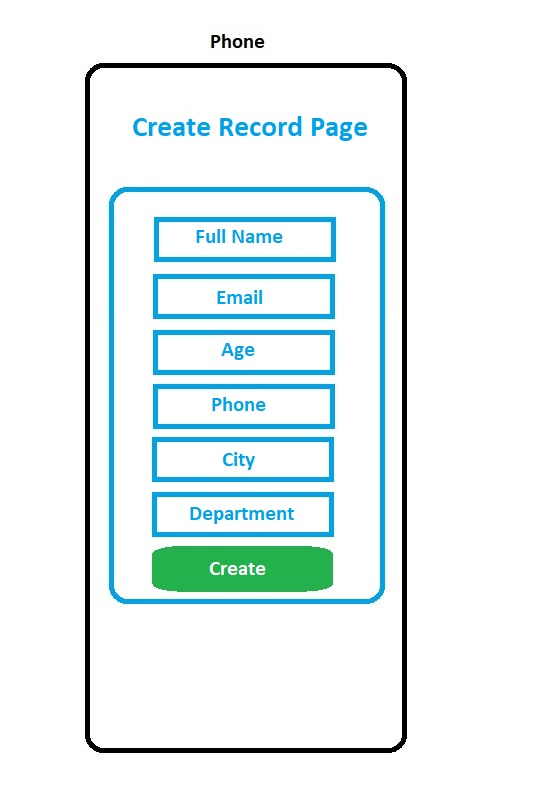 Phone
Create Record Page
Full Name
Email
Age
Phone
City
Department
Create